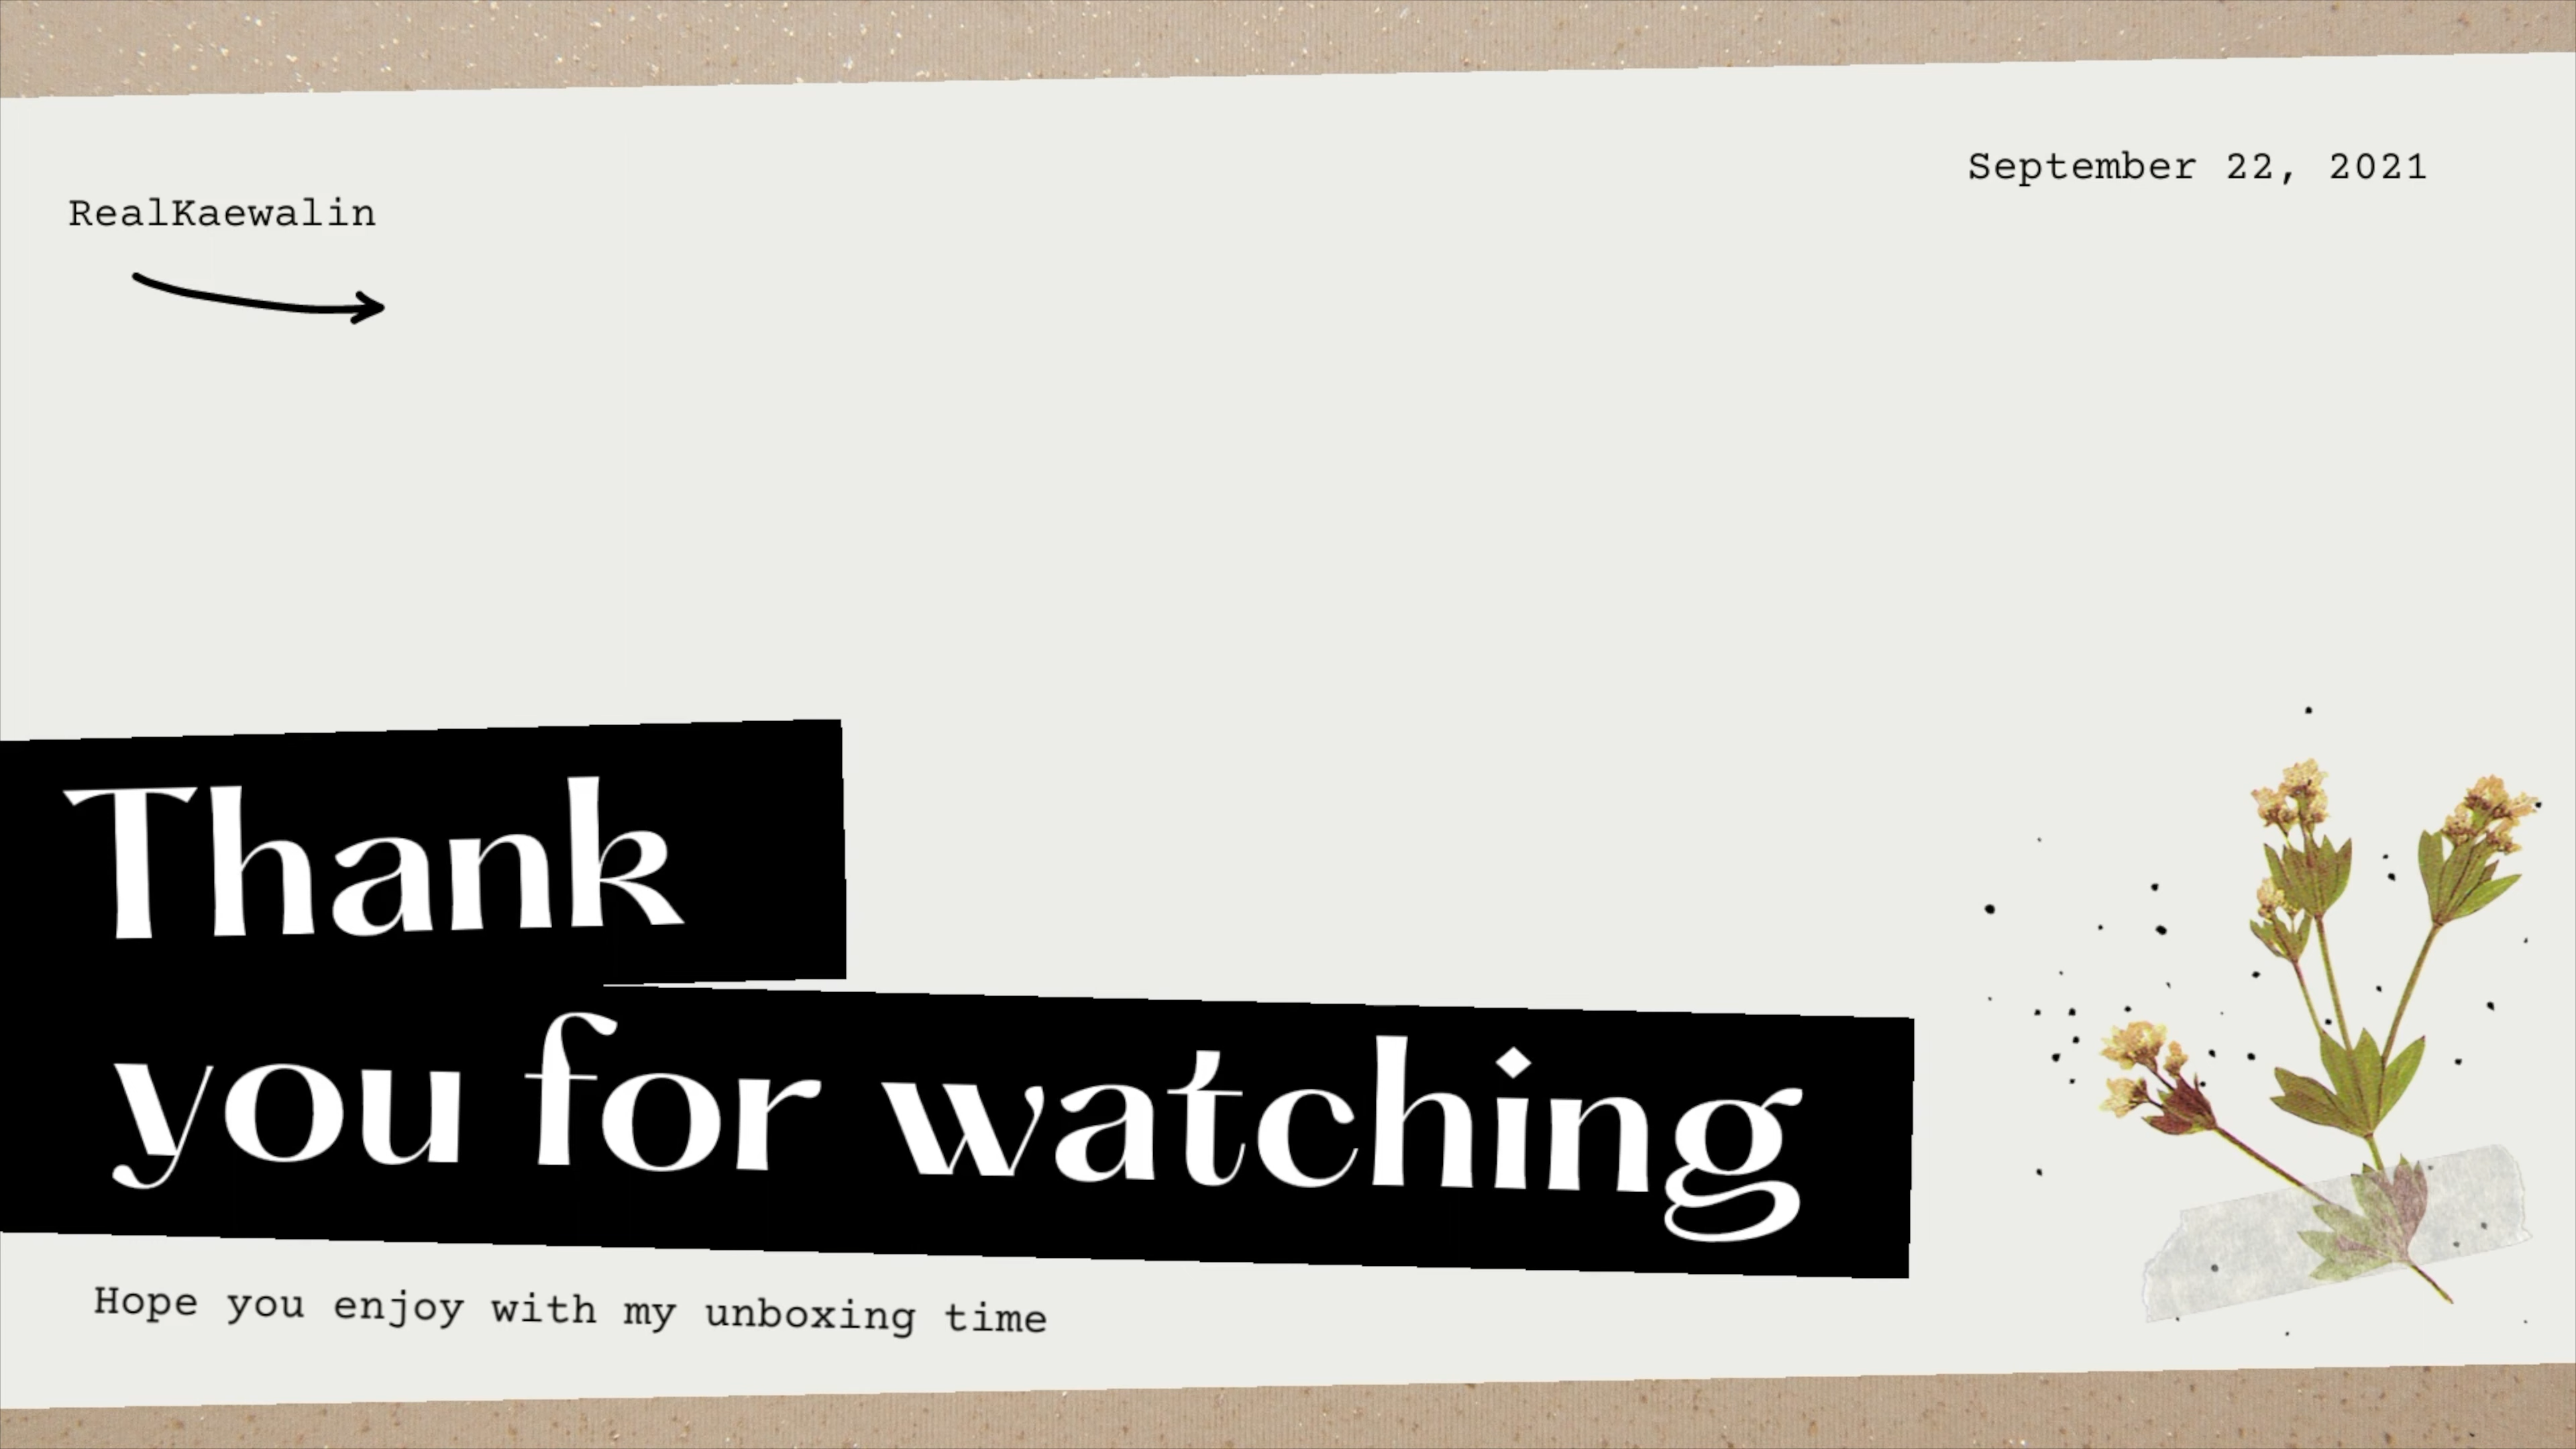 September 22, 2021
RealKaewalin
Thank
you for watching
Hope you enjoy with my unboxing time